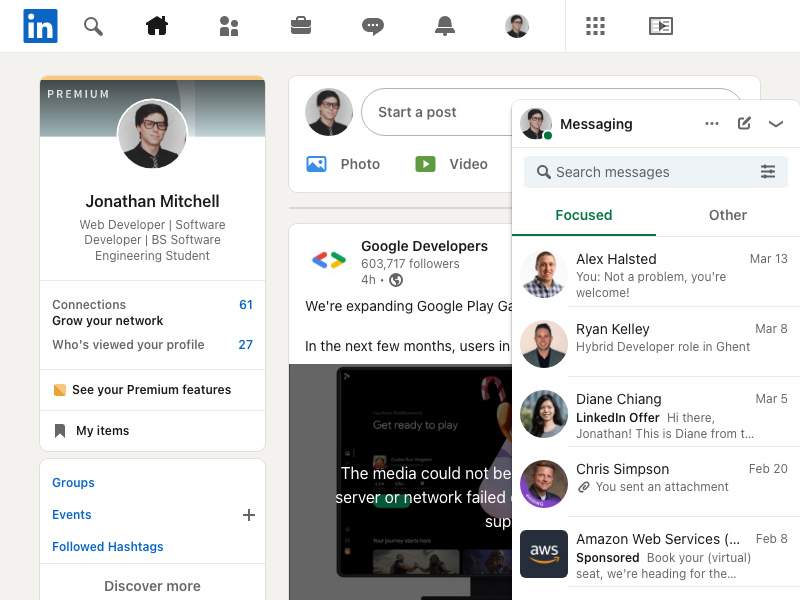 in
PREMIUM
Jonathan Mitchell
Web Developer | Software
Developer | BS Software
Engineering Student
Connections 61
Grow your network
Who's viewed your profile 27
See your Premium features
My items
Groups
Events
Followed Hashtags
Discover more
Start a post
Photo
Video
Google Developers
603,717 followers
4h •
We're expanding Google Play Ga
In the next few months, users in
Get ready to play
The media could not be
server or network failed
sup
Your journey starts here
Messaging
Search messages
Focused
Other
Alex Halsted Mar 13
You: Not a problem, you're
welcome!
Ryan Kelley Mar 8
Hybrid Developer role in Ghent
Diane Chiang Mar 5
LinkedIn Offer Hi there,
Jonathan! This is Diane from t...
Chris Simpson Feb 20
You sent an attachment
aws
Amazon Web Services (... Feb 8
Sponsored Book your (virtual)
seat, we're heading for the...